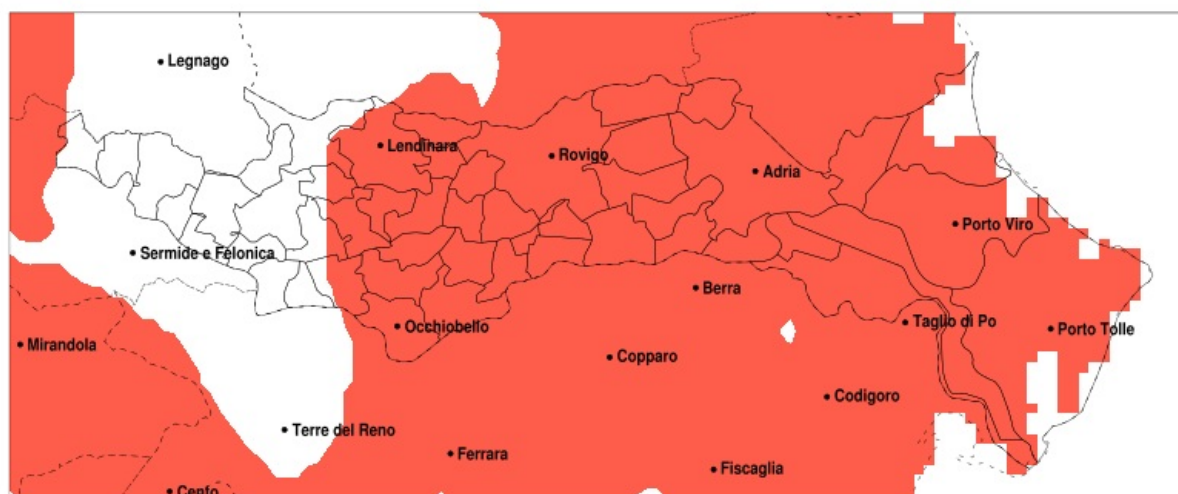 Legnago
Lendinara
Rovigo
Adria
Porto Viro
Sermide e Felonica
Berra
Occhiobello
Taglio di Po
Porto Tolle
Mirandola
Copparo
Codigoro
Terre del Reno
Ferrara
Fiscaglia
Cento